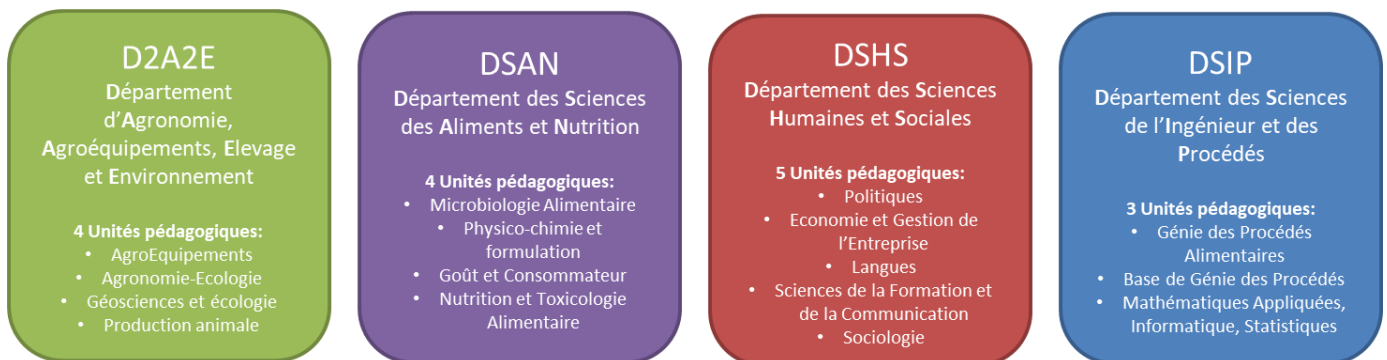 D2A2E
Département
d'Agronomie,
Agroéquipements, Elevage
et Environnement
4 Unités pédagogiques:
• AgroEquipements
• Agronomie-Ecologie
• Géosciences et écologie
• Production animale
DSAN
Département des Sciences
des Aliments et Nutrition
4 Unités pédagogiques:
• Microbiologie Alimentaire
• Physico-chimie et
formulation
• Goût et Consommateur
• Nutrition et Toxicologie
Alimentaire
DSHS
Département des Sciences
Humaines et Sociales
5 Unités pédagogiques:
• Politiques
• Economie et Gestion de
l'Entreprise
• Langues
• Sciences de la Formation et
de la Communication
• Sociologie
DSIP
Département des Sciences
de l'Ingénieur et des
Procédés
3 Unités pédagogiques:
• Génie des Procédés
Alimentaires
• Base de Génie des Procédés
• Mathématiques Appliquées,
Informatique, Statistiques